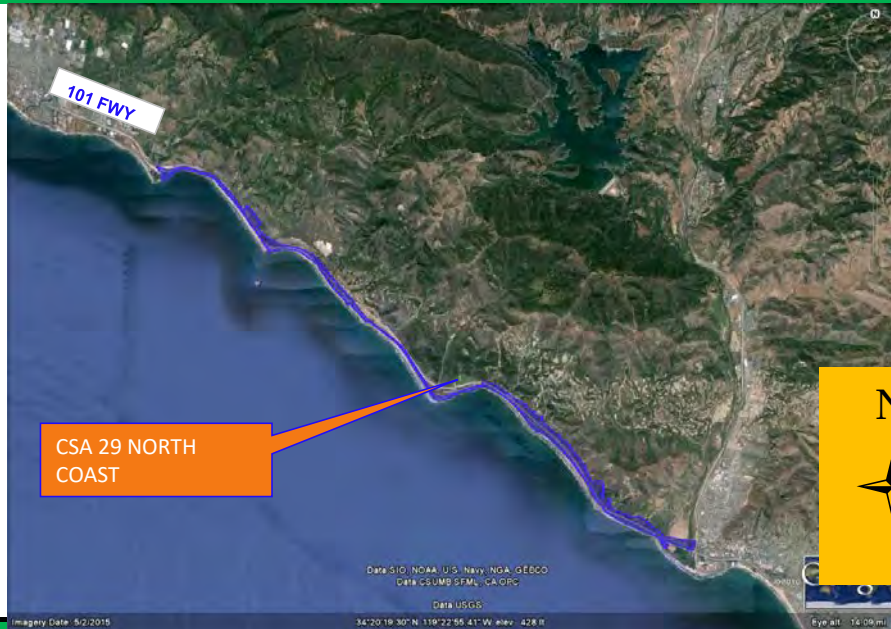 N
101 FWY
N
CSA 29 NORTH
COAST
Data SIO, NOAA, U.S. Navy, NGA, GEBCO
Data CSUMB SFML, CA OPC
Data USGS
Imagery Date: 5/2/2015
34°20'19.30" N 119°22'55.41" W elev 428 ft
Eye alt 14.09 mi